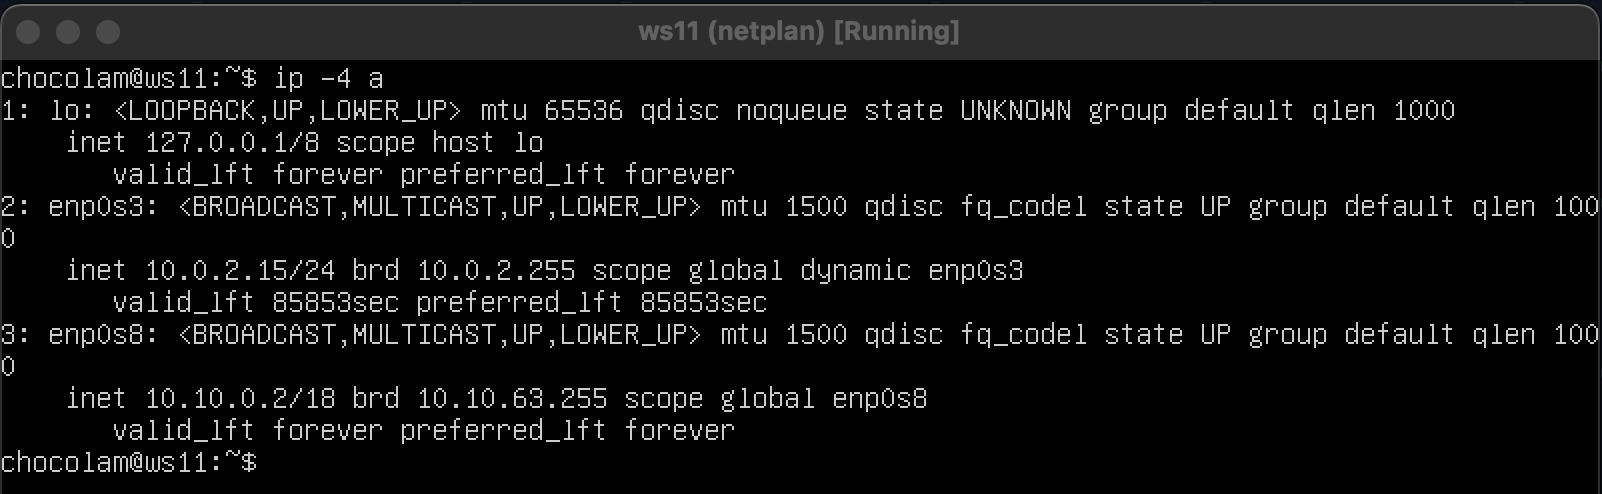 ws11 (netplan) [Running]
chocolam@ws11:~$ ip -4 a
1: lo: <LOOPBACK,UP,LOWER_UP> mtu 65536 qdisc noqueue state UNKNOWN group default qlen 1000
    inet 127.0.0.1/8 scope host lo
       valid_lft forever preferred_lft forever
2: enp0s3: <BROADCAST,MULTICAST,UP,LOWER_UP> mtu 1500 qdisc fq_codel state UP group default qlen 100
0
    inet 10.0.2.15/24 brd 10.0.2.255 scope global dynamic enp0s3
       valid_lft 85853sec preferred_lft 85853sec
3: enp0s8: <BROADCAST,MULTICAST,UP,LOWER_UP> mtu 1500 qdisc fq_codel state UP group default qlen 100
0
    inet 10.10.0.2/18 brd 10.10.63.255 scope global enp0s8
       valid_lft forever preferred_lft forever
chocolam@ws11:~$